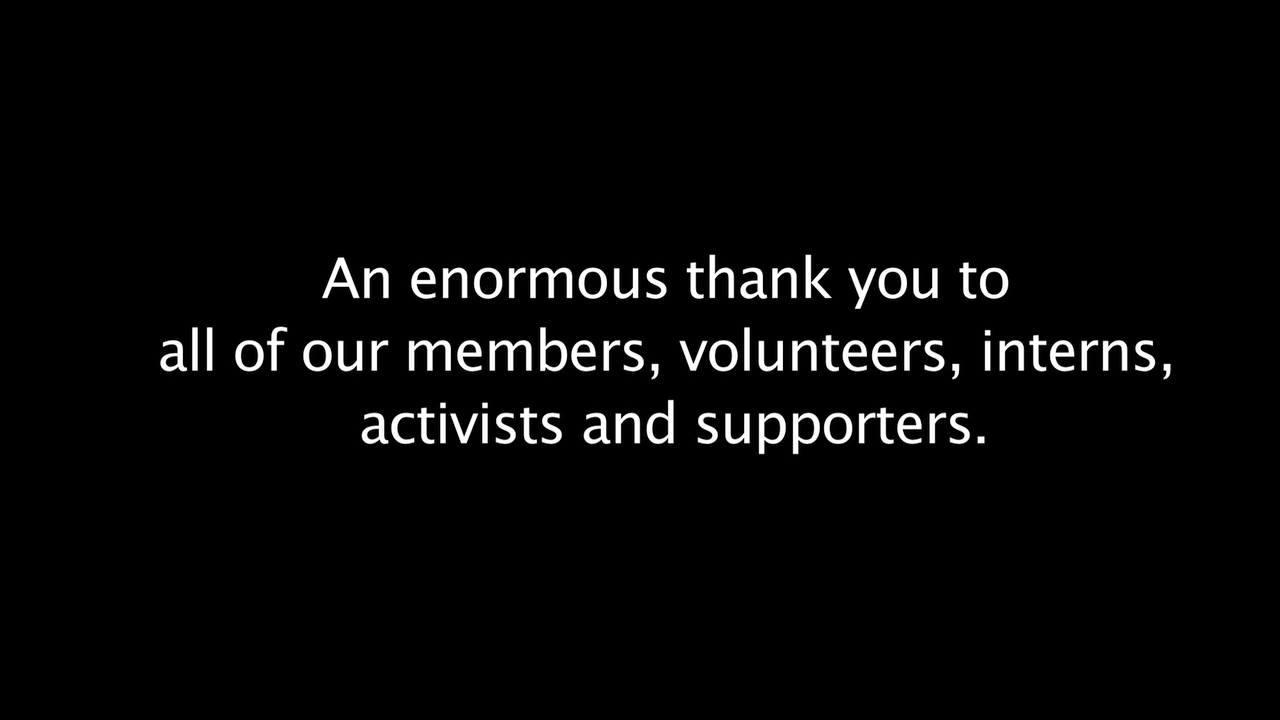 An enormous thank you to
all of our members, volunteers, interns,
activists and supporters.